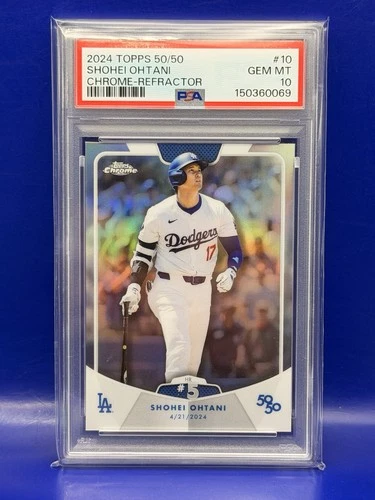 2024 TOPPS 50/50 #10
SHOHEI OHTANI GEM MT
CHROME-REFRACTOR 10
PSA 150360069
Topps
Chrome
Dodgers
17
HR
#5
LA
SHOHEI OHTANI
4/21/2024
50
50